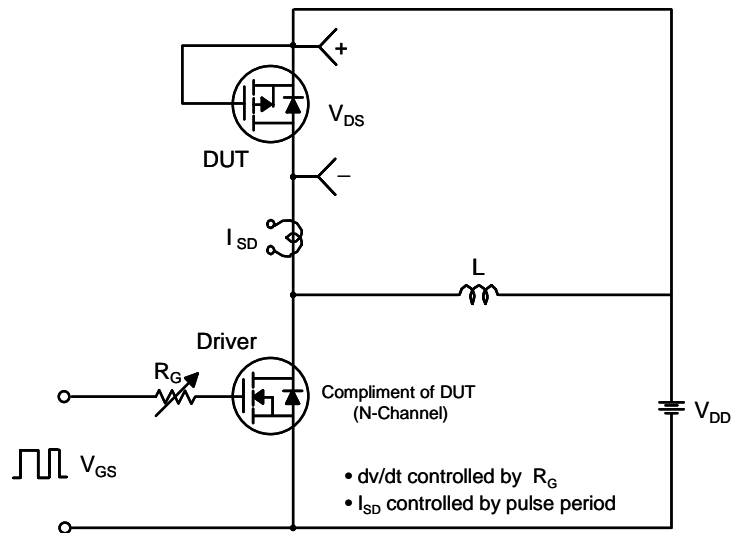 +
V_DS
DUT
–
I_SD
L
Driver
R_G
Compliment of DUT
(N-Channel)
V_DD
V_GS
• dv/dt controlled by R_G
• I_SD controlled by pulse period